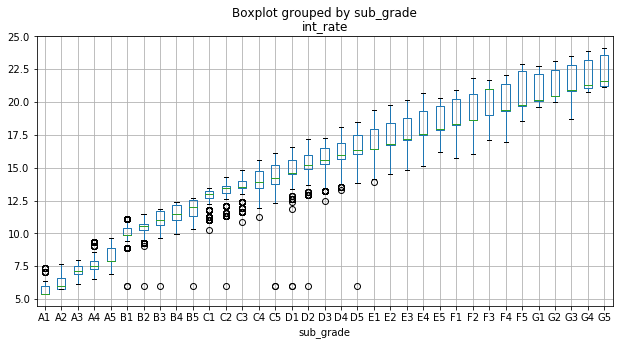 Boxplot grouped by sub_grade
int_rate
25.0
22.5
20.0
17.5
15.0
12.5
10.0
7.5
5.0
A1 A2 A3 A4 A5 B1 B2 B3 B4 B5 C1 C2 C3 C4 C5 D1 D2 D3 D4 D5 E1 E2 E3 E4 E5 F1 F2 F3 F4 F5 G1 G2 G3 G4 G5
sub_grade